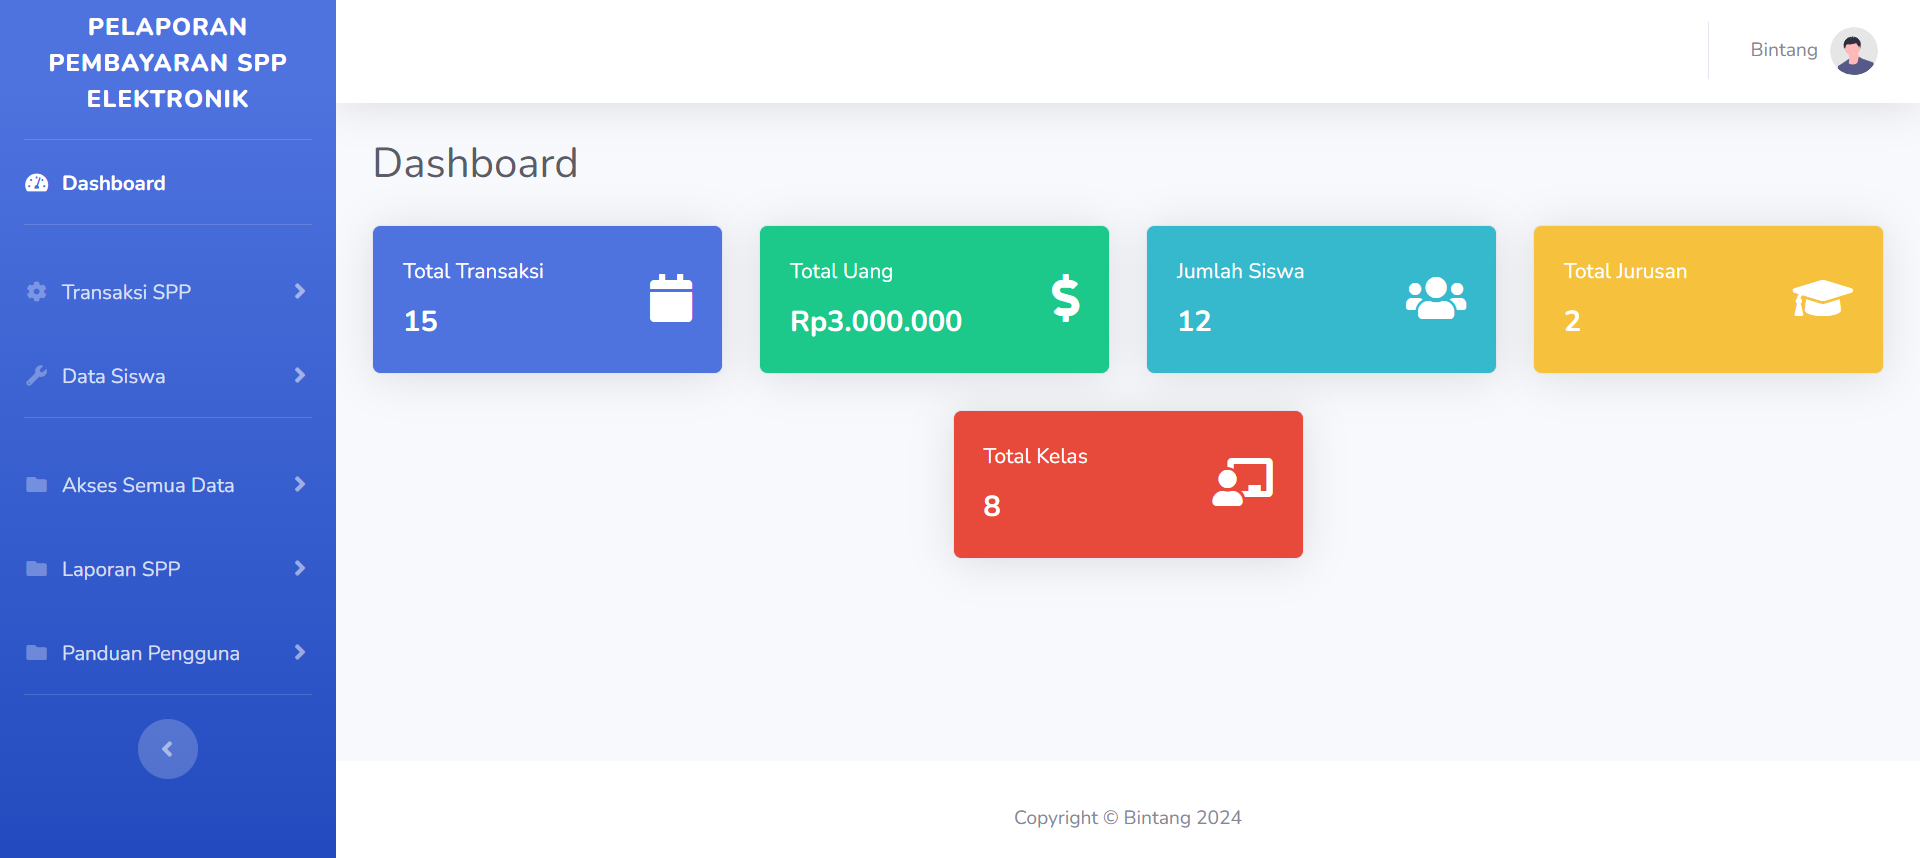 PELAPORAN
PEMBAYARAN SPP
ELEKTRONIK
Dashboard
Transaksi SPP
Data Siswa
Akses Semua Data
Laporan SPP
Panduan Pengguna
Bintang
Dashboard
Total Transaksi
15
Total Uang
Rp3.000.000
Jumlah Siswa
12
Total Jurusan
2
Total Kelas
8
Copyright © Bintang 2024